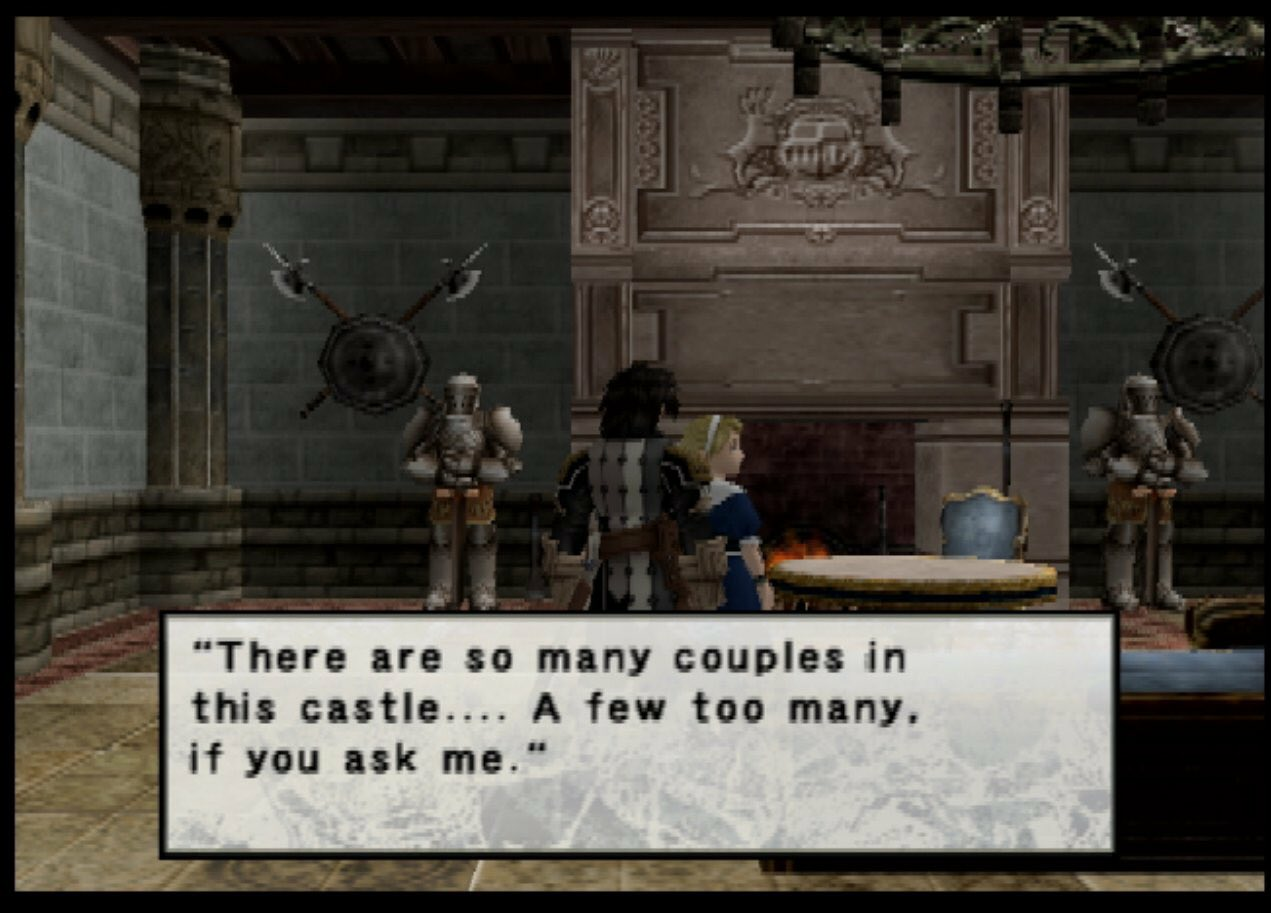 “There are so many couples in
this castle.... A few too many,
if you ask me.“